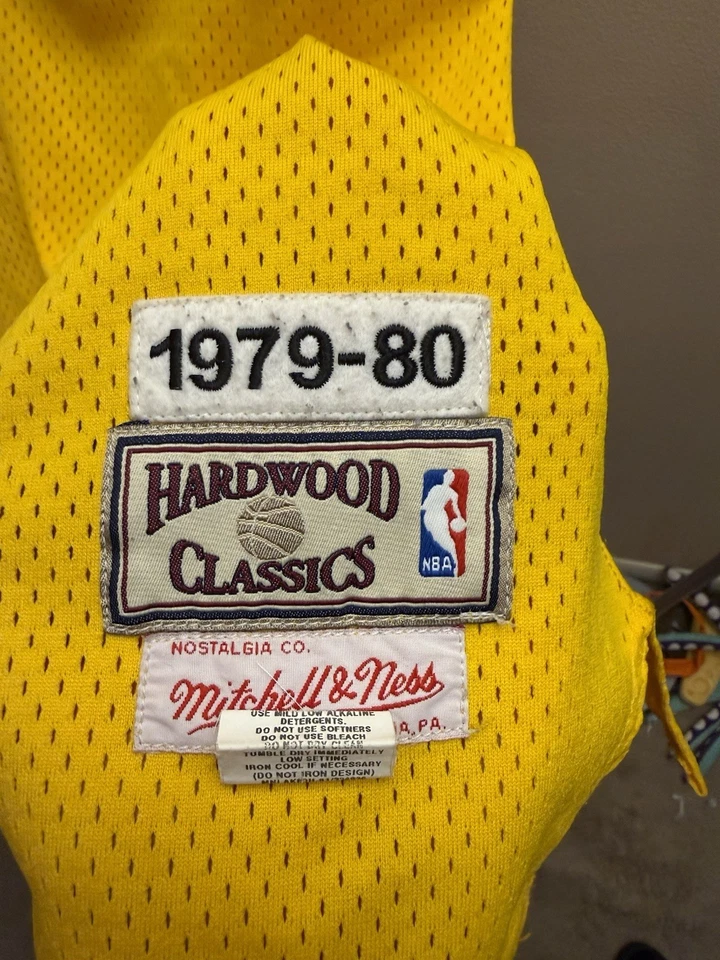 1979-80
HARDWOOD
CLASSICS
NBA
NOSTALGIA CO.
Mitchell & Ness
A, PA.
USE MILD LOW ALKALINE
DETERGENTS.
DO NOT USE SOFTNERS
DO NOT USE BLEACH
DO NOT DRY CLEAN
TUMBLE DRY IMMEDIATELY
LOW SETTING
IRON COOL IF NECESSARY
(DO NOT IRON DESIGN)